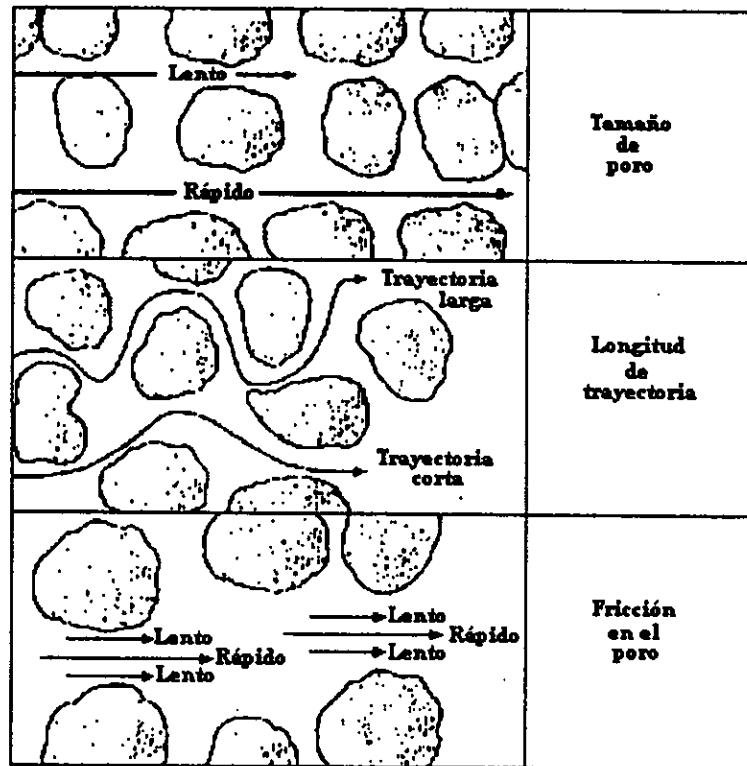 Lento
Rápido
Tamaño
de
poro
Trayectoria
larga
Trayectoria
corta
Longitud
de
trayectoria
Lento
Rápido
Lento
Lento
Rápido
Lento
Fricción
en el
poro